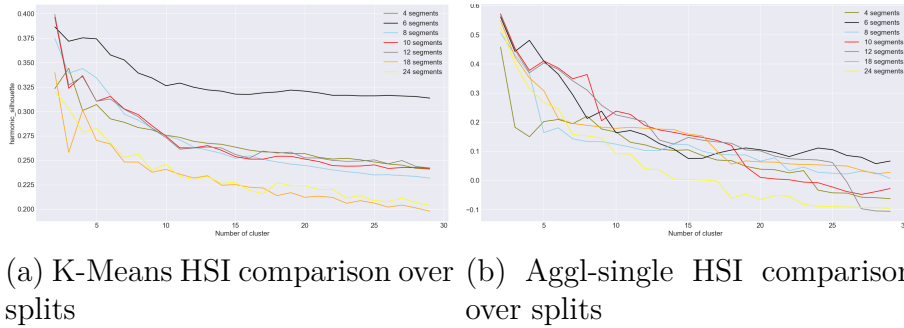 0.400
0.375
0.350
0.325
0.300
0.275
0.250
0.225
0.200
harmonic_silhouette
0
5
10
15
20
25
30
Number of cluster
4 segments
6 segments
8 segments
10 segments
12 segments
18 segments
24 segments
0.6
0.5
0.4
0.3
0.2
0.1
0.0
−0.1
5
10
15
20
25
30
Number of cluster
4 segments
6 segments
8 segments
10 segments
12 segments
18 segments
24 segments
(a) K-Means HSI comparison over
splits
(b) Aggl-single HSI comparison
over splits